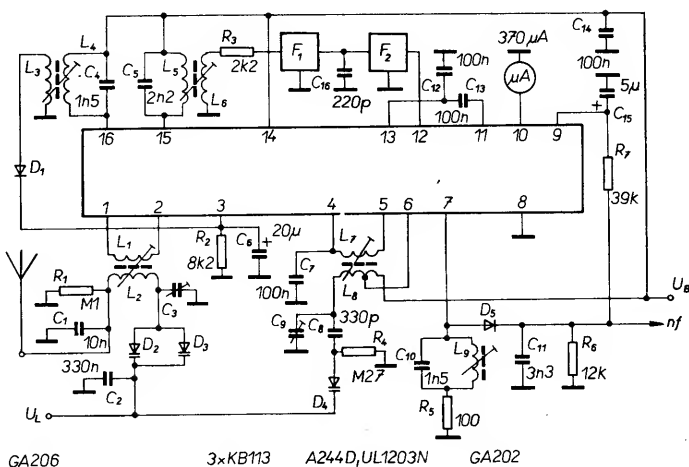 L3
L4
C4
1n5
C5
2n2
L5
L6
R3
2k2
F1
C16
220p
F2
100n
C12
C13
100n
370 µA
µA
C14
100n
5µ
+
C15
16
15
14
13
12
11
10
9
D1
R7
39k
1
2
3
4
5
6
7
8
L1
L2
R1
M1
C1
10n
C3
R2
8k2
C6
+
20µ
C7
100n
L7
L8
UB
D2
D3
330n
C2
C9
C8
330p
R4
M27
D4
D5
nf
C10
1n5
L9
R5
100
C11
3n3
R6
12k
UL
GA206 3×KB113 A244D,UL1203N GA202